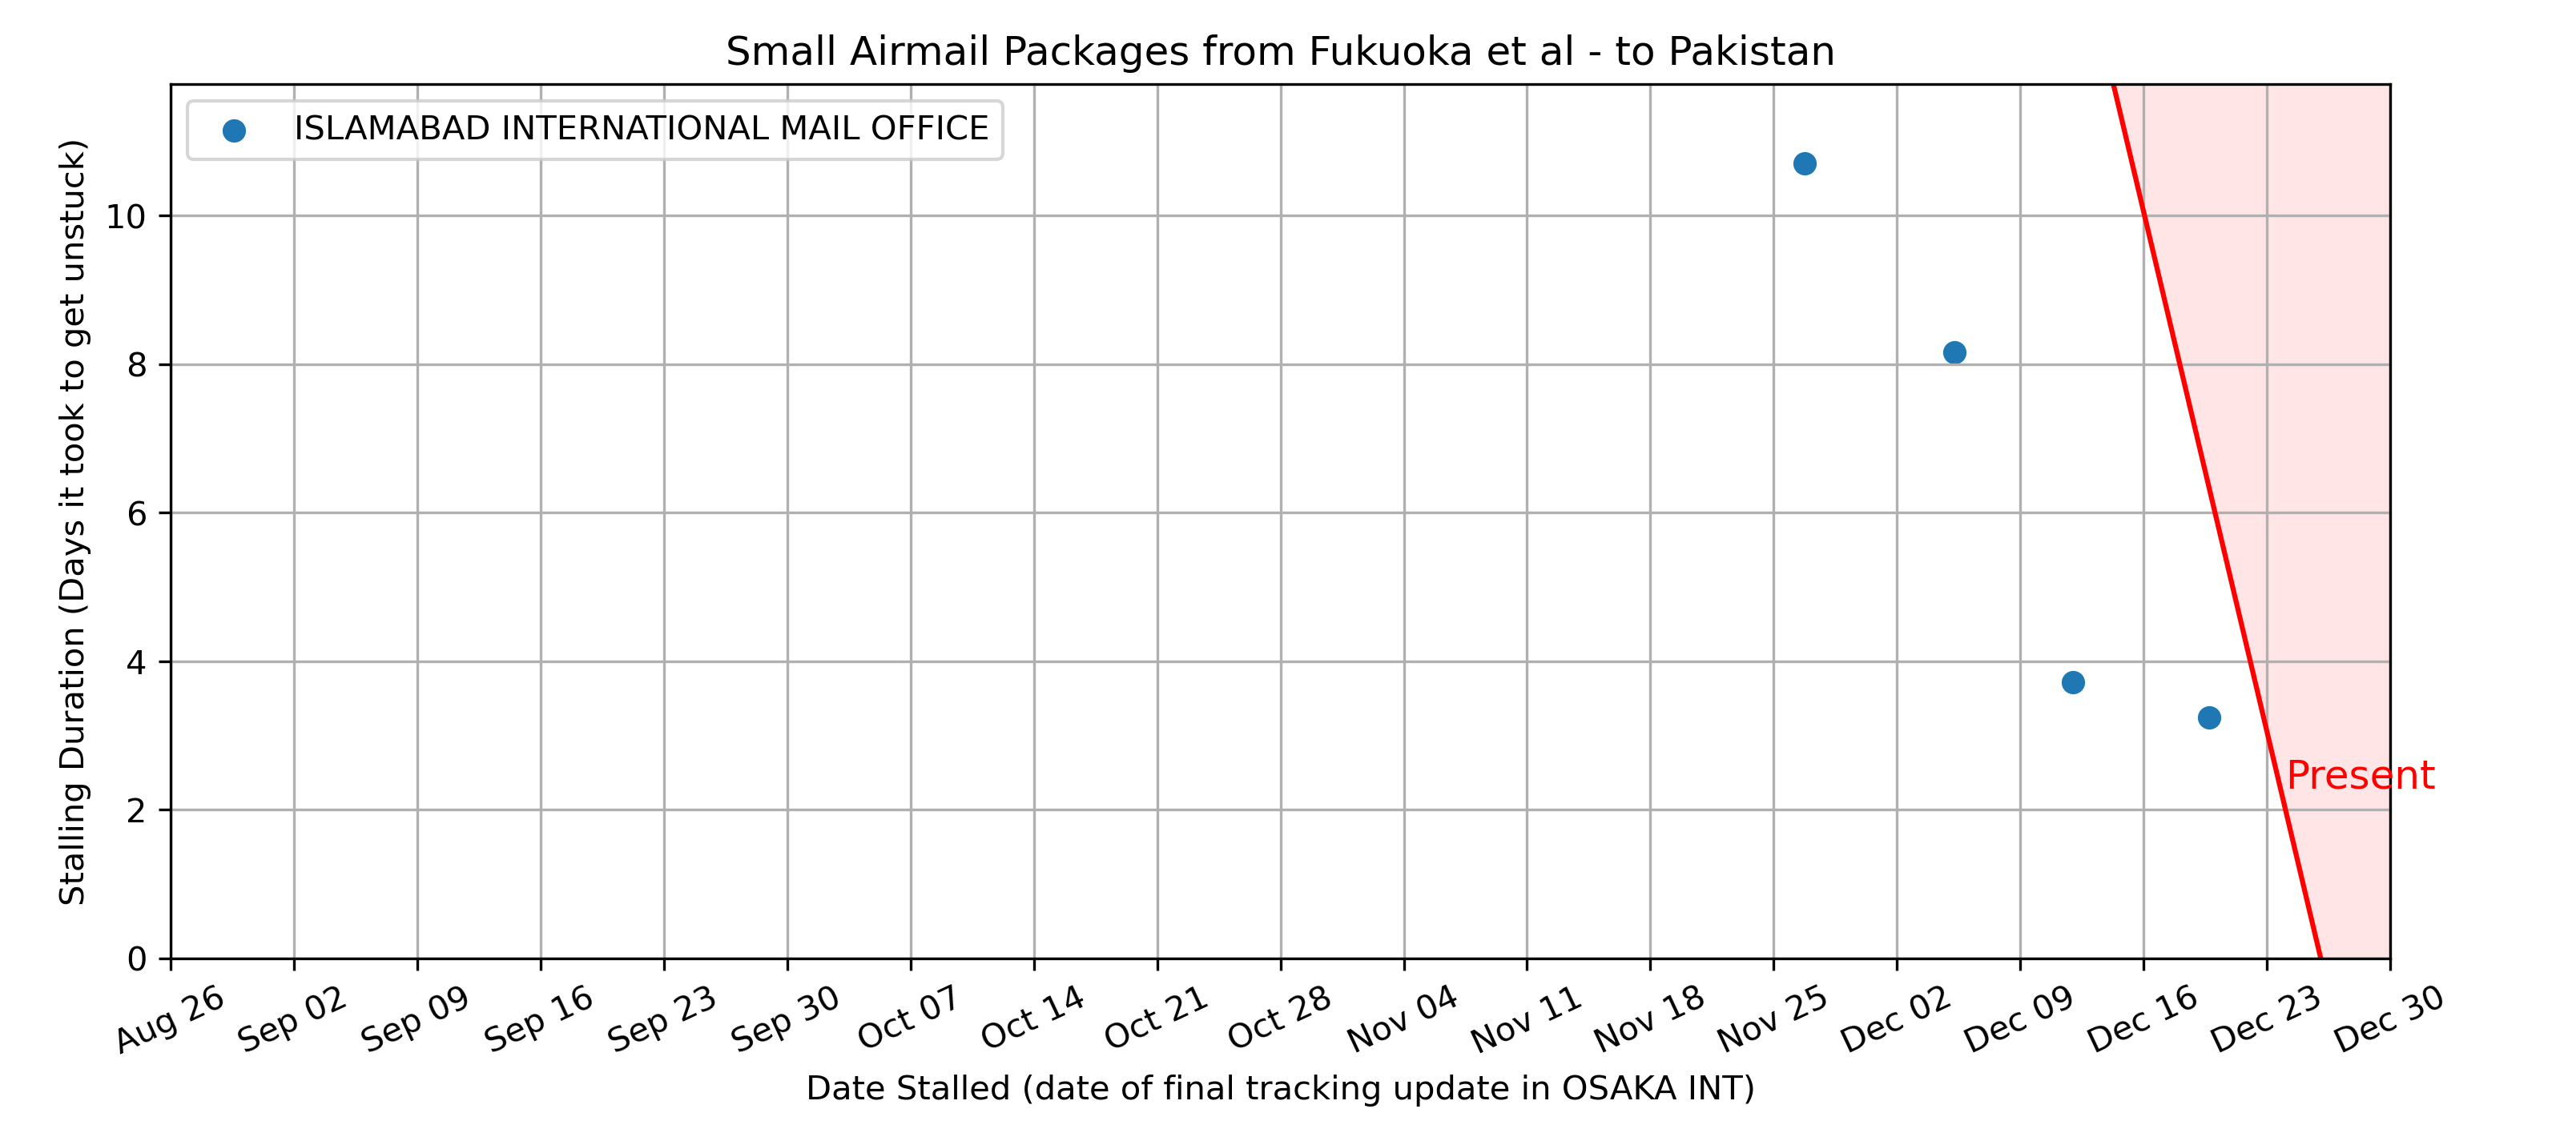 Small Airmail Packages from Fukuoka et al - to Pakistan
ISLAMABAD INTERNATIONAL MAIL OFFICE
Stalling Duration (Days it took to get unstuck)
10
8
6
4
2
0
Present
Aug 26
Sep 02
Sep 09
Sep 16
Sep 23
Sep 30
Oct 07
Oct 14
Oct 21
Oct 28
Nov 04
Nov 11
Nov 18
Nov 25
Dec 02
Dec 09
Dec 16
Dec 23
Dec 30
Date Stalled (date of final tracking update in OSAKA INT)